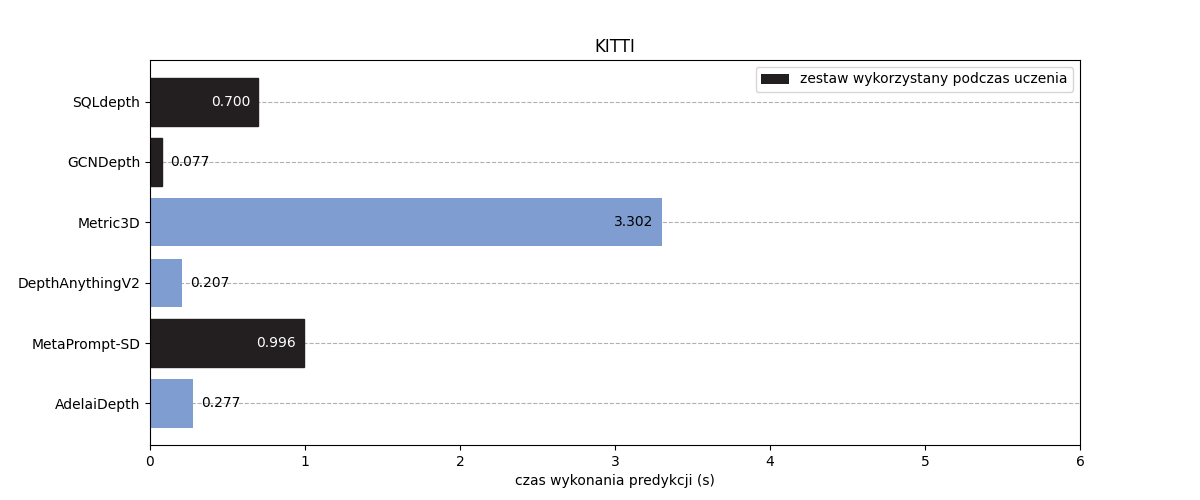 KITTI
zestaw wykorzystany podczas uczenia
SQLdepth
0.700
GCNDepth
0.077
Metric3D
3.302
DepthAnythingV2
0.207
MetaPrompt-SD
0.996
AdelaiDepth
0.277
0 1 2 3 4 5 6
czas wykonania predykcji (s)